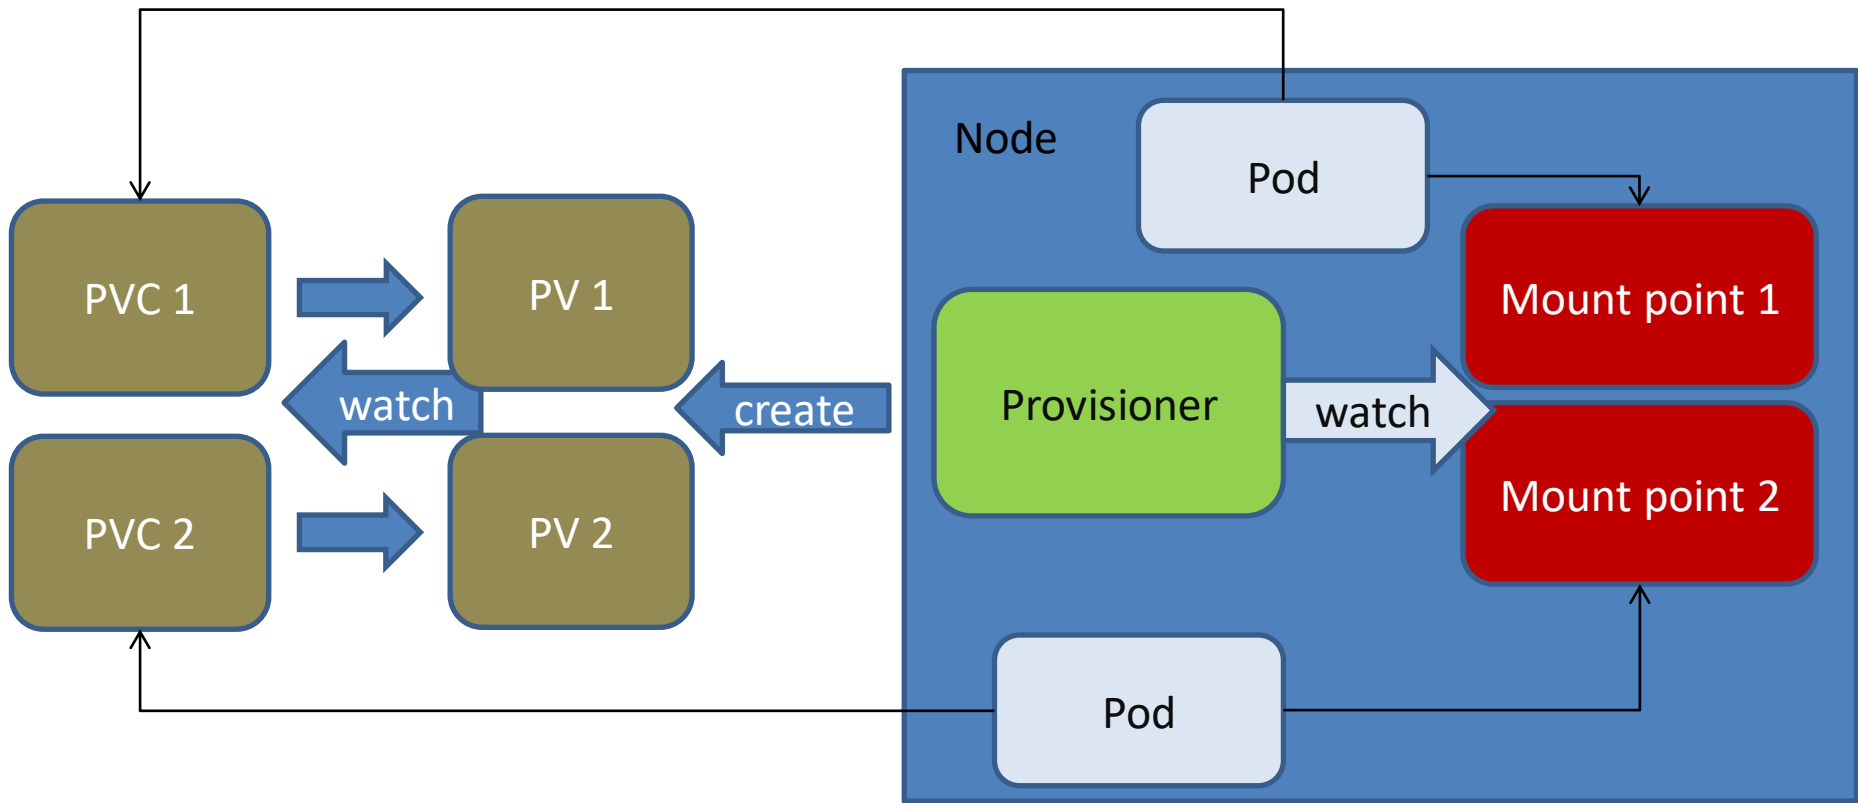 Node
Pod
PVC 1
PV 1
Mount point 1
watch
create
Provisioner
watch
PVC 2
PV 2
Mount point 2
Pod